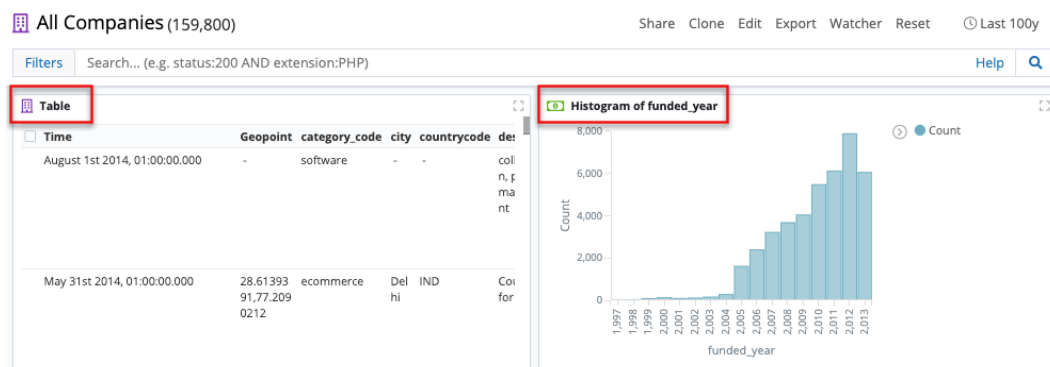 All Companies (159,800)
Share Clone Edit Export Watcher Reset Last 100y
Filters Search... (e.g. status:200 AND extension:PHP) Help
Table
Time Geopoint category_code city countrycode des
August 1st 2014, 01:00:00.000 - software - - coll
n, p
ma
nt
May 31st 2014, 01:00:00.000 28.61393 ecommerce Del IND Cou
91,77.209 hi for
0212
Histogram of funded_year
Count
8,000
6,000
4,000
2,000
0
Count
1,997 1,998 1,999 2,000 2,001 2,002 2,003 2,004 2,005 2,006 2,007 2,008 2,009 2,010 2,011 2,012 2,013
funded_year